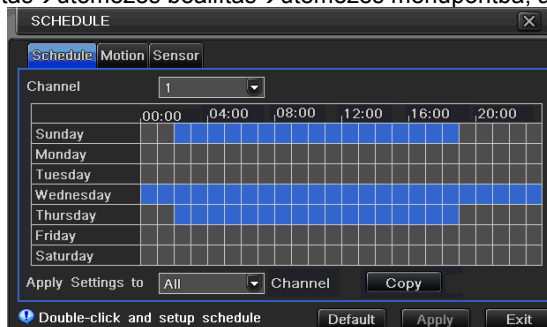 SCHEDULE
Schedule Motion Sensor
Channel 1
00:00 04:00 08:00 12:00 16:00 20:00
Sunday
Monday
Tuesday
Wednesday
Thursday
Friday
Saturday
Apply Settings to All Channel Copy
Double-click and setup schedule Default Apply Exit